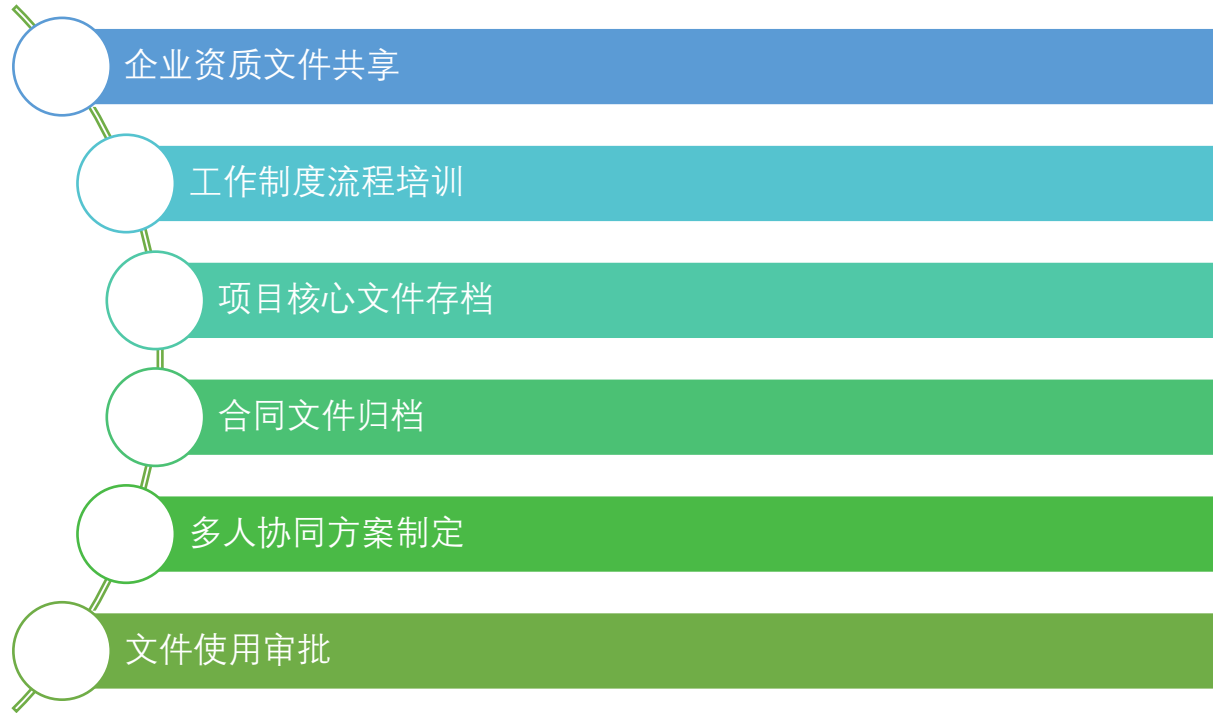 企业资质文件共享
工作制度流程培训
项目核心文件存档
合同文件归档
多人协同方案制定
文件使用审批